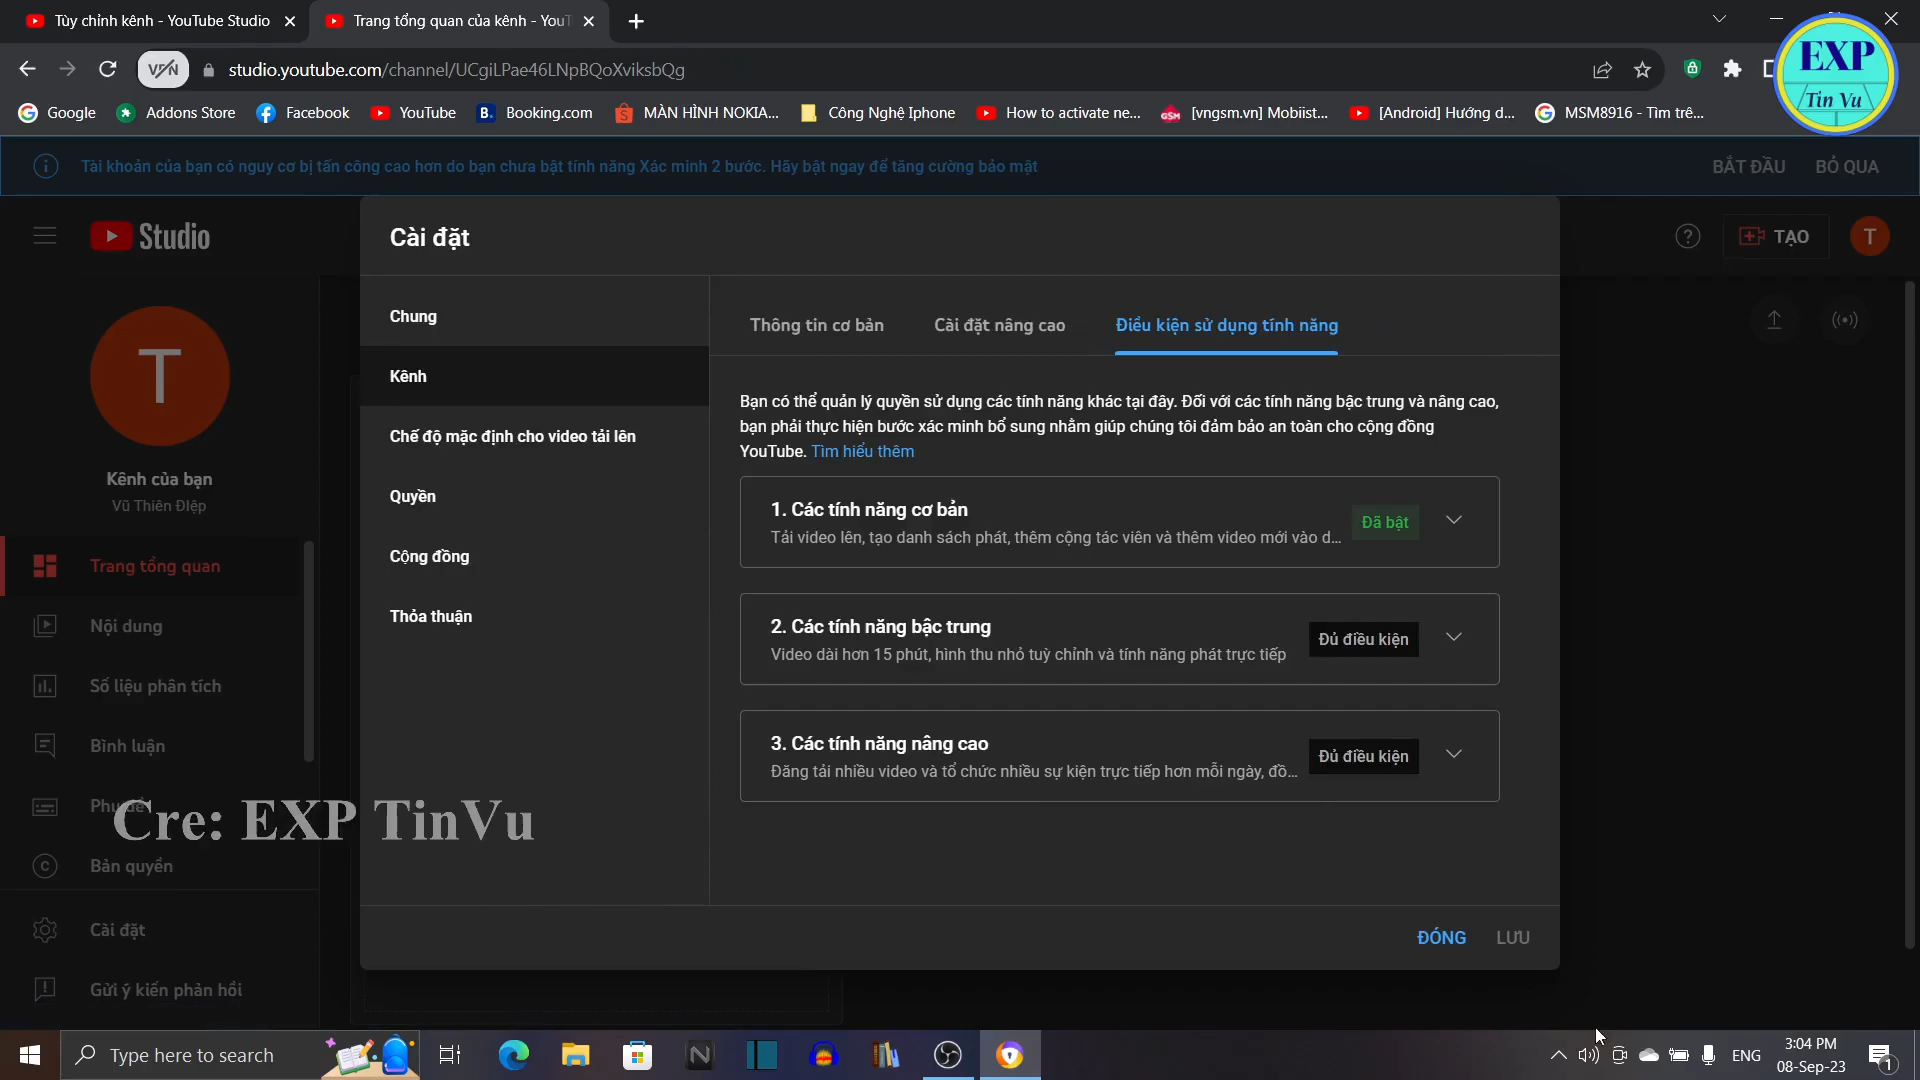 Tùy chỉnh kênh - YouTube Studio
Trang tổng quan của kênh - YouT
EXP
Tin Vu
VPN
studio.youtube.com/channel/UCgiLPae46LNpBQoXviksbQg
Google
Addons Store
Facebook
YouTube
Booking.com
MÀN HÌNH NOKIA...
Công Nghệ Iphone
How to activate ne...
[vngsm.vn] Mobiist...
[Android] Hướng d...
MSM8916 - Tìm trê...
Tài khoản của bạn có nguy cơ bị tấn công cao hơn do bạn chưa bật tính năng Xác minh 2 bước. Hãy bật ngay để tăng cường bảo mật
BẮT ĐẦU
BỎ QUA
Studio
TẠO
T
T
Kênh của bạn
Vũ Thiên Điệp
Trang tổng quan
Nội dung
Số liệu phân tích
Bình luận
Phụ đề
Bản quyền
Cài đặt
Gửi ý kiến phản hồi
Cre: EXP TinVu
Cài đặt
Chung
Kênh
Chế độ mặc định cho video tải lên
Quyền
Cộng đồng
Thỏa thuận
Thông tin cơ bản
Cài đặt nâng cao
Điều kiện sử dụng tính năng
Bạn có thể quản lý quyền sử dụng các tính năng khác tại đây. Đối với các tính năng bậc trung và nâng cao,
bạn phải thực hiện bước xác minh bổ sung nhằm giúp chúng tôi đảm bảo an toàn cho cộng đồng
YouTube. Tìm hiểu thêm
1. Các tính năng cơ bản
Tải video lên, tạo danh sách phát, thêm cộng tác viên và thêm video mới vào d...
Đã bật
2. Các tính năng bậc trung
Video dài hơn 15 phút, hình thu nhỏ tuỳ chỉnh và tính năng phát trực tiếp
Đủ điều kiện
3. Các tính năng nâng cao
Đăng tải nhiều video và tổ chức nhiều sự kiện trực tiếp hơn mỗi ngày, đồ...
Đủ điều kiện
ĐÓNG
LƯU
Type here to search
ENG
3:04 PM
08-Sep-23
1